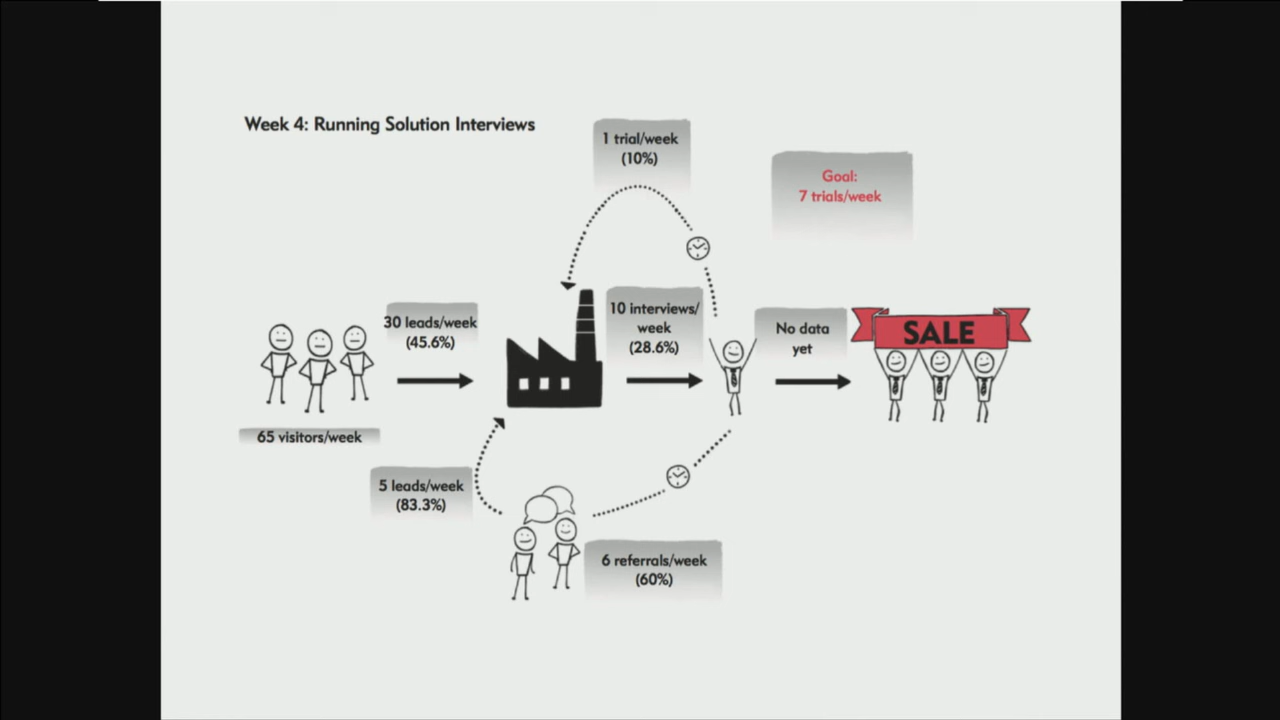 Week 4: Running Solution Interviews
1 trial/week
(10%)
Goal:
7 trials/week
30 leads/week
(45.6%)
10 interviews/
week
(28.6%)
No data
yet
SALE
65 visitors/week
5 leads/week
(83.3%)
6 referrals/week
(60%)